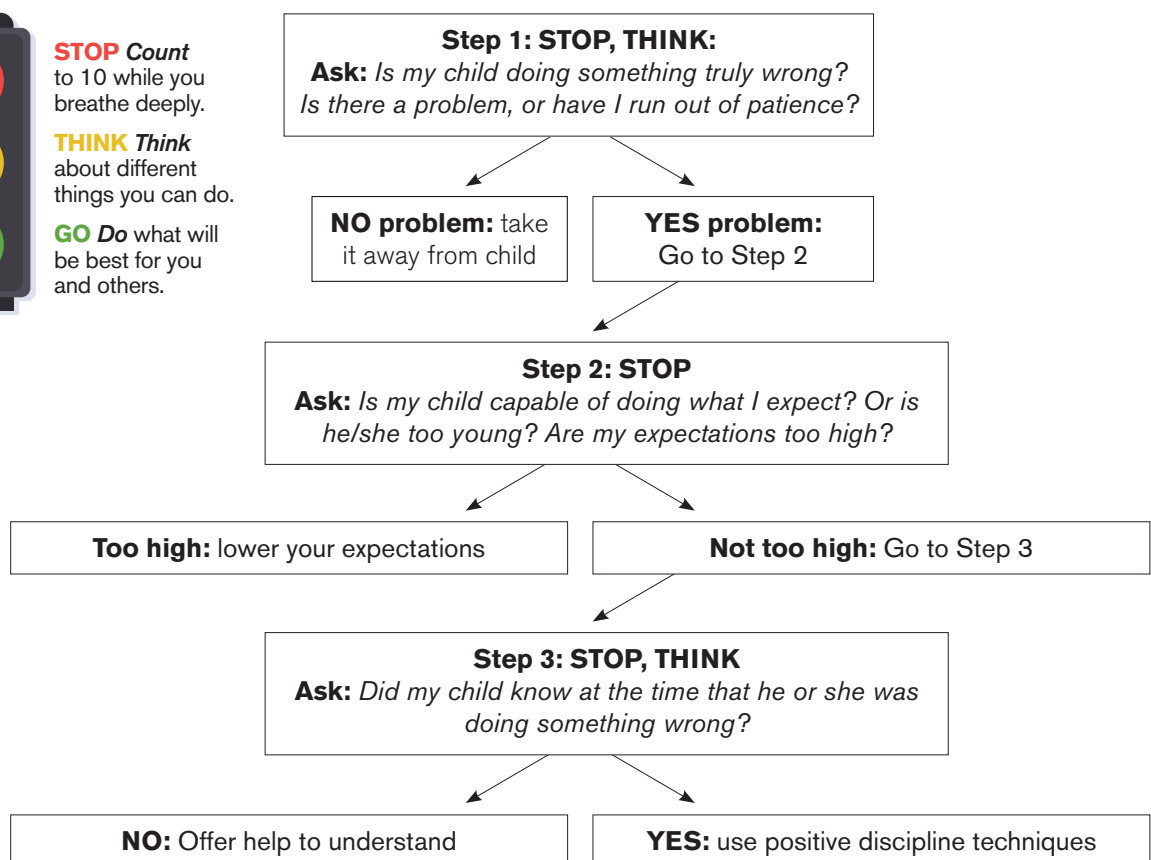 STOP Count
to 10 while you
breathe deeply.
THINK Think
about different
things you can do.
GO Do what will
be best for you
and others.
Step 1: STOP, THINK:
Ask: Is my child doing something truly wrong?
Is there a problem, or have I run out of patience?
NO problem: take
it away from child
YES problem:
Go to Step 2
Step 2: STOP
Ask: Is my child capable of doing what I expect? Or is
he/she too young? Are my expectations too high?
Too high: lower your expectations
Not too high: Go to Step 3
Step 3: STOP, THINK
Ask: Did my child know at the time that he or she was
doing something wrong?
NO: Offer help to understand
YES: use positive discipline techniques